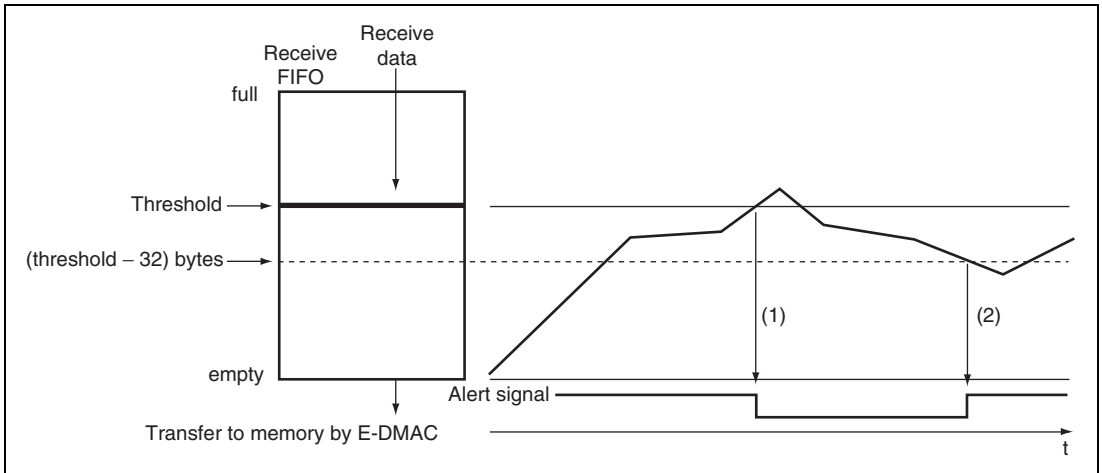 Receive
data
Receive
FIFO
full
Threshold
(threshold – 32) bytes
(1)
(2)
empty
Alert signal
Transfer to memory by E-DMAC
t